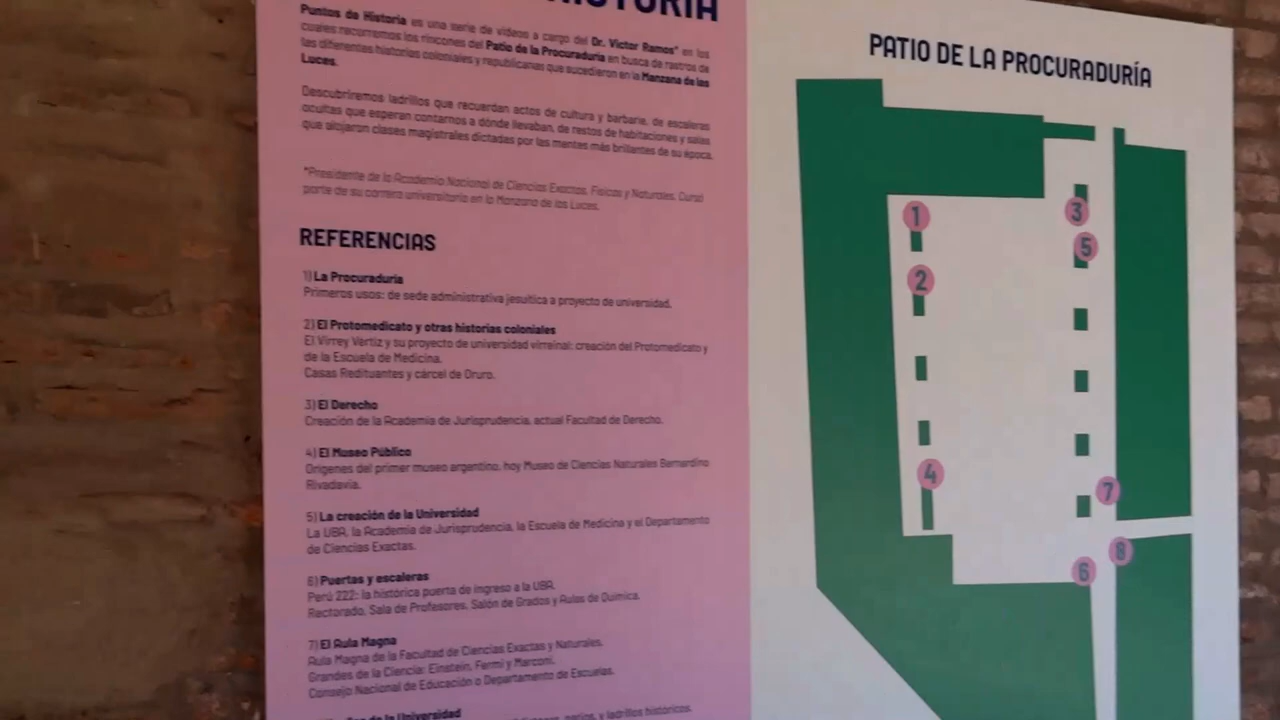 HISTORIA
Puntos de Historia es una serie de videos a cargo del Dr. Víctor Ramos* en los
cuales recorremos los rincones del Patio de la Procuraduría en busca de rastros de
las diferentes historias coloniales y republicanas que sucedieron en la Manzana de las
Luces.
Descubriremos ladrillos que recuerdan actos de cultura y barbarie, de escaleras
ocultas que esperan contarnos a dónde llevaban, de restos de habitaciones y salas
que alojaron clases magistrales dictadas por las mentes más brillantes de su época.
*Presidente de la Academia Nacional de Ciencias Exactas, Físicas y Naturales. Cursó
parte de su carrera universitaria en la Manzana de las Luces.
REFERENCIAS
1) La Procuraduría
Primeros usos: de sede administrativa jesuítica a proyecto de universidad.
2) El Protomedicato y otras historias coloniales
El Virrey Vertiz y su proyecto de universidad virreinal: creación del Protomedicato y
de la Escuela de Medicina.
Casas Redituantes y cárcel de Oruro.
3) El Derecho
Creación de la Academia de Jurisprudencia, actual Facultad de Derecho.
4) El Museo Público
Orígenes del primer museo argentino, hoy Museo de Ciencias Naturales Bernardino
Rivadavia.
5) La creación de la Universidad
La UBA, la Academia de Jurisprudencia, la Escuela de Medicina y el Departamento
de Ciencias Exactas.
6) Puertas y escaleras
Perú 222: la histórica puerta de ingreso a la UBA.
Rectorado, Sala de Profesores, Salón de Grados y Aulas de Química.
7) El Aula Magna
Aula Magna de la Facultad de Ciencias Exactas y Naturales.
Grandes de la Ciencia: Einstein, Fermi y Marconi.
Consejo Nacional de Educación o Departamento de Escuelas.
de la Universidad
patios, y ladrillos históricos.
PATIO DE LA PROCURADURÍA
1
3
5
2
4
7
8
6